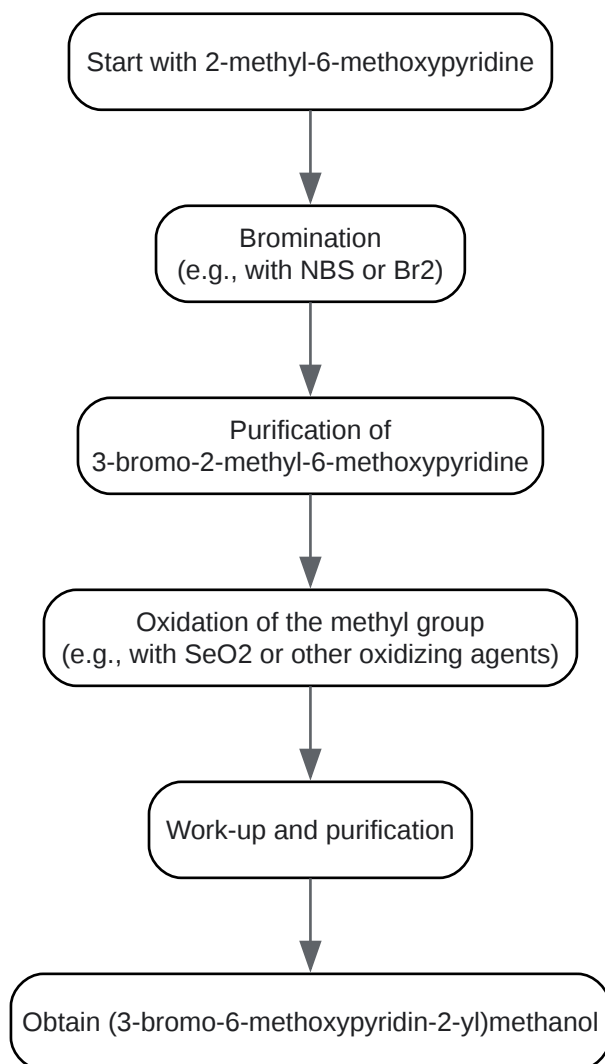 Start with 2-methyl-6-methoxypyridine
Bromination
(e.g., with NBS or Br2)
Purification of
3-bromo-2-methyl-6-methoxypyridine
Oxidation of the methyl group
(e.g., with SeO2 or other oxidizing agents)
Work-up and purification
Obtain (3-bromo-6-methoxypyridin-2-yl)methanol